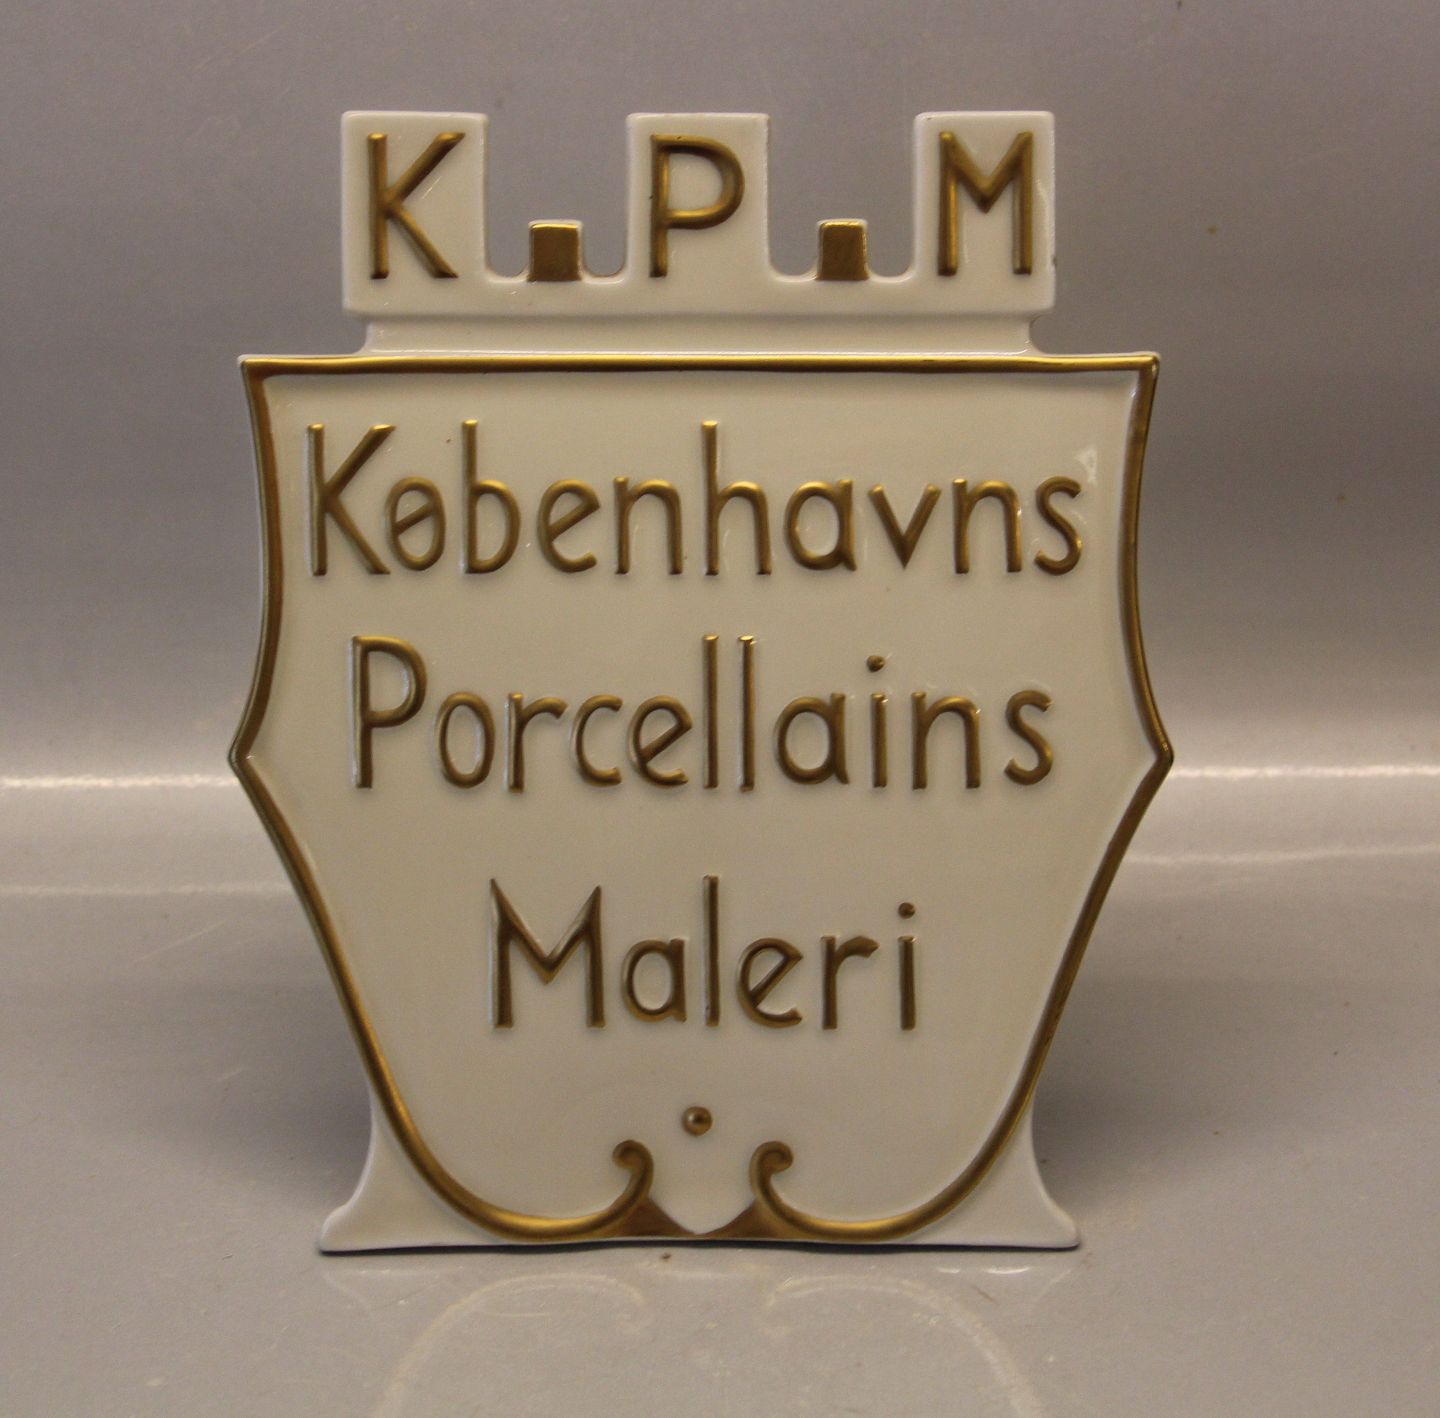 K.P.M
Københavns
Porcellains
Maleri